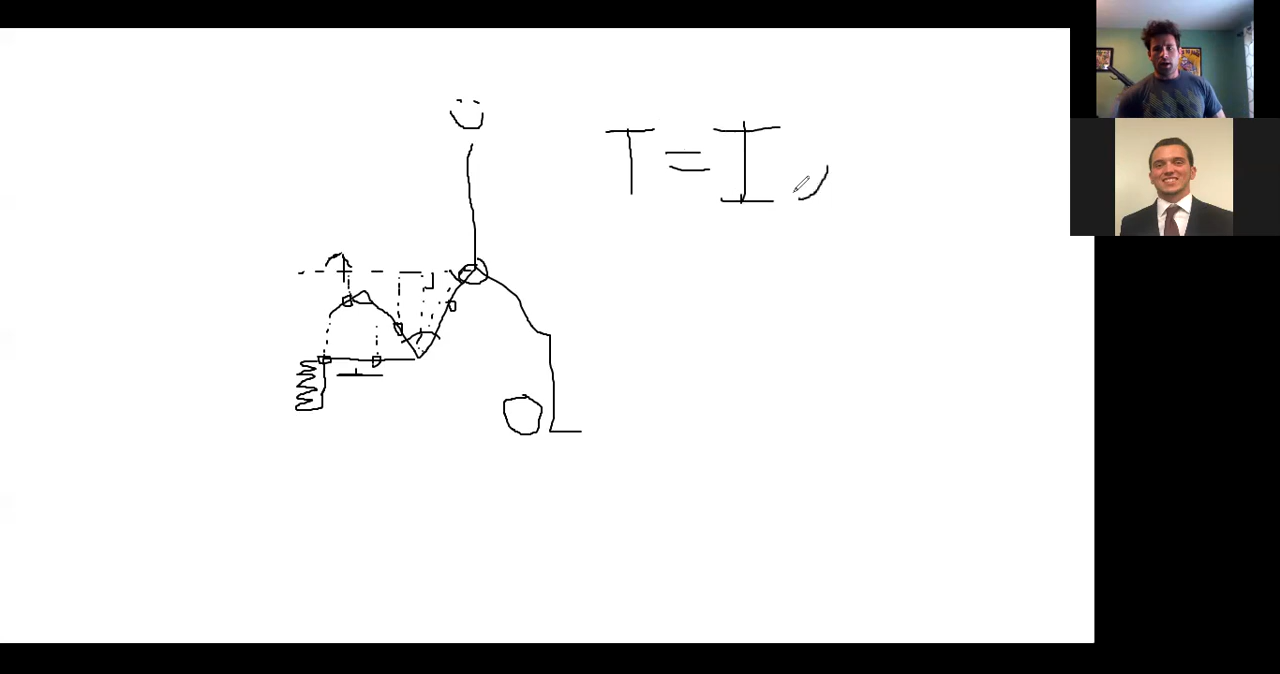 T = I